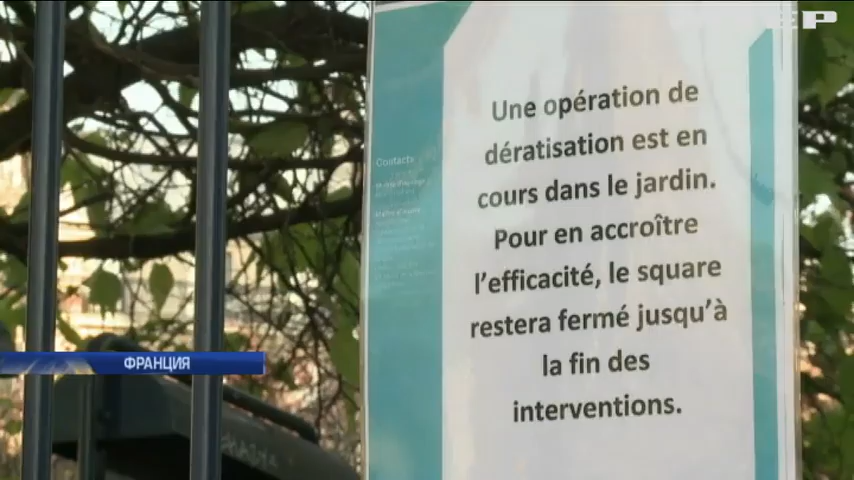 P
Contacts
Une opération de
dératisation est en
cours dans le jardin.
Pour en accroître
l'efficacité, le square
restera fermé jusqu'à
la fin des
interventions.
ФРАНЦИЯ